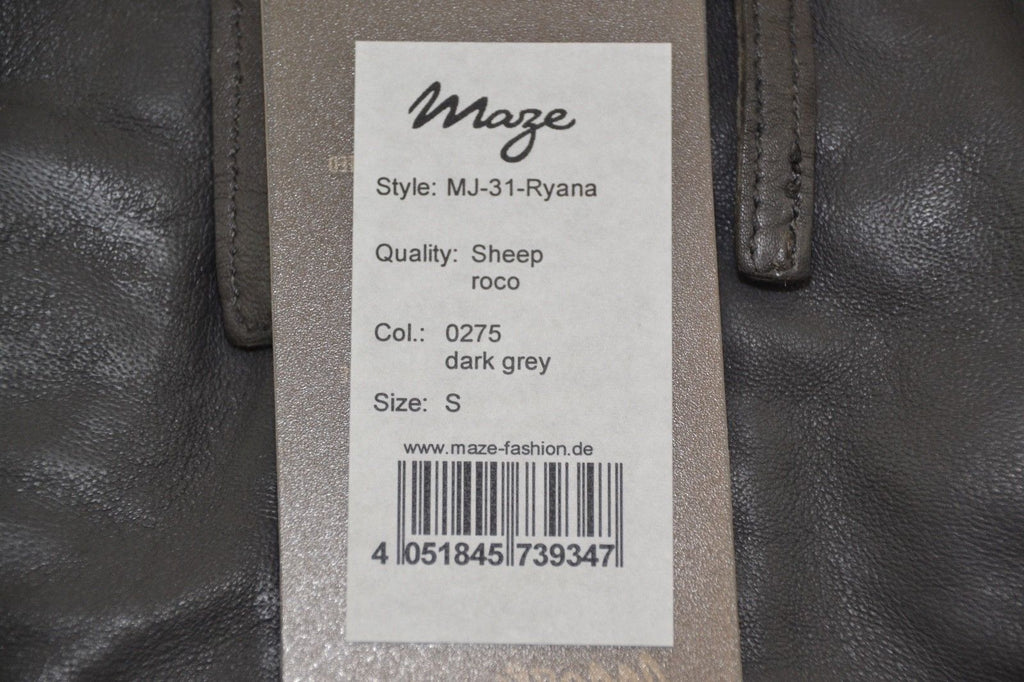 Maze
Style: MJ-31-Ryana
Quality: Sheep
roco
Col.: 0275
dark grey
Size: S
www.maze-fashion.de
4 051845 739347